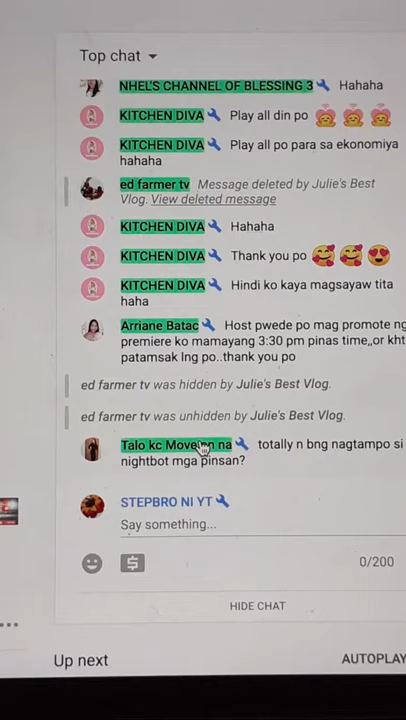 Top chat
NHEL'S CHANNEL OF BLESSING 3 Hahaha
KITCHEN DIVA Play all din po
KITCHEN DIVA Play all po para sa ekonomiya
hahaha
ed farmer tv Message deleted by Julie's Best
Vlog. View deleted message
KITCHEN DIVA Hahaha
KITCHEN DIVA Thank you po
KITCHEN DIVA Hindi ko kaya magsayaw tita
haha
Arriane Batac Host pwede po mag promote ng
premiere ko mamayang 3:30 pm pinas time,,or kht
patamsak lng po..thank you po
ed farmer tv was hidden by Julie's Best Vlog.
ed farmer tv was unhidden by Julie's Best Vlog.
Talo kc Movelon na totally n bng nagtampo si
nightbot mga pinsan?
STEPBRO NI YT
Say something...
0/200
HIDE CHAT
Up next
AUTOPLAY